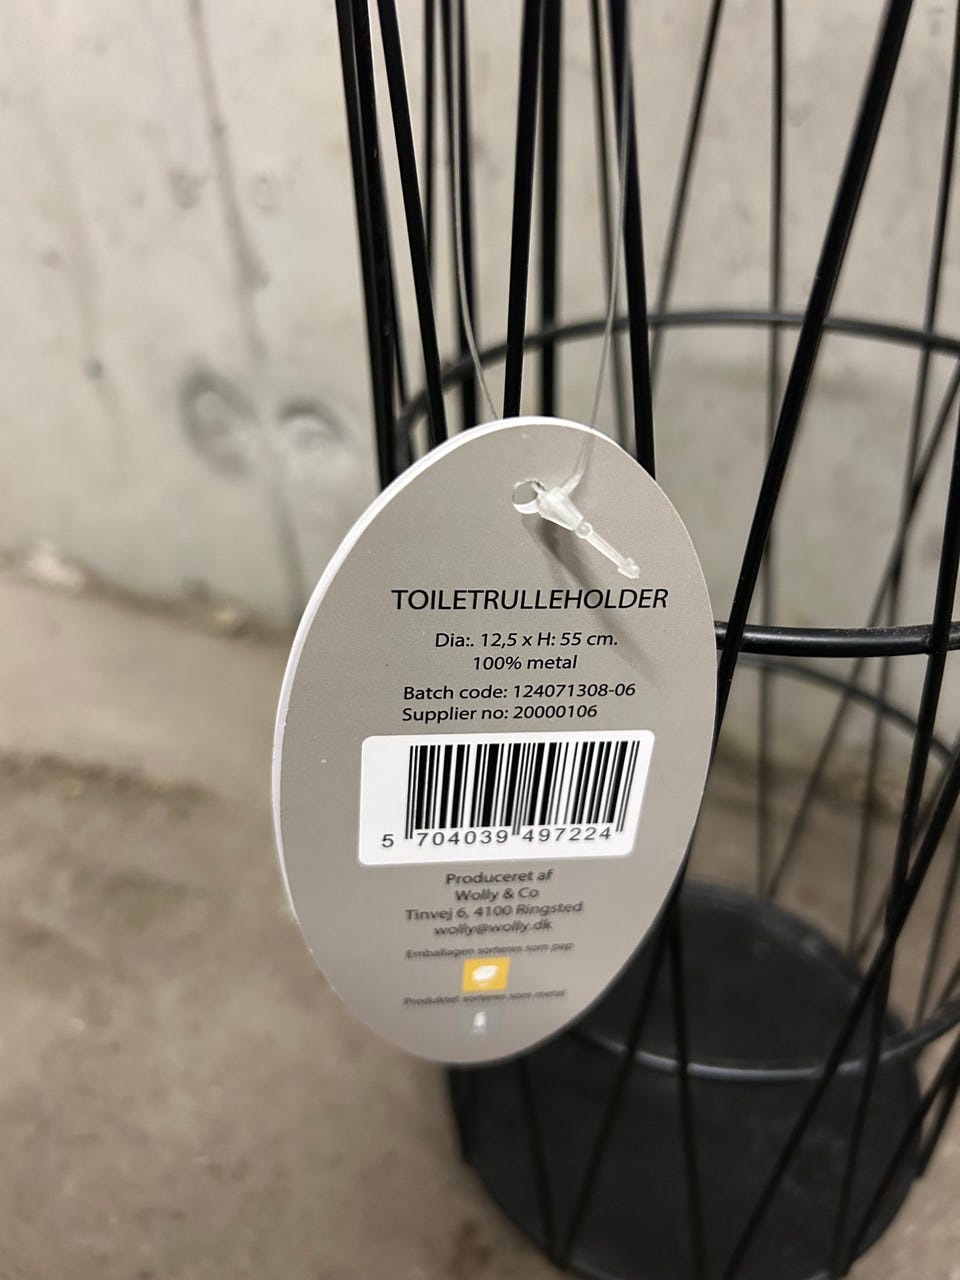 TOILETRULLEHOLDER
Dia:. 12,5 x H: 55 cm.
100% metal
Batch code: 124071308-06
Supplier no: 20000106
5 704039 497224
Produceret af
Wolly & Co
Tinvej 6, 4100 Ringsted
wolly@wolly.dk
Emballagen sorteres som pap
Produktet sorteres som metal